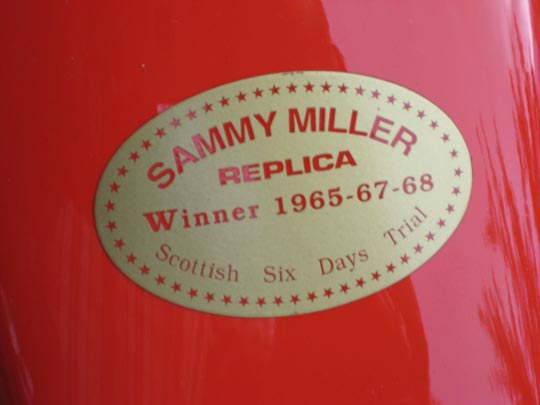 SAMMY MILLER
REPLICA
Winner 1965-67-68
Scottish Six Days Trial